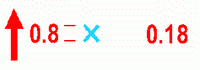 0.8 = × 0.18